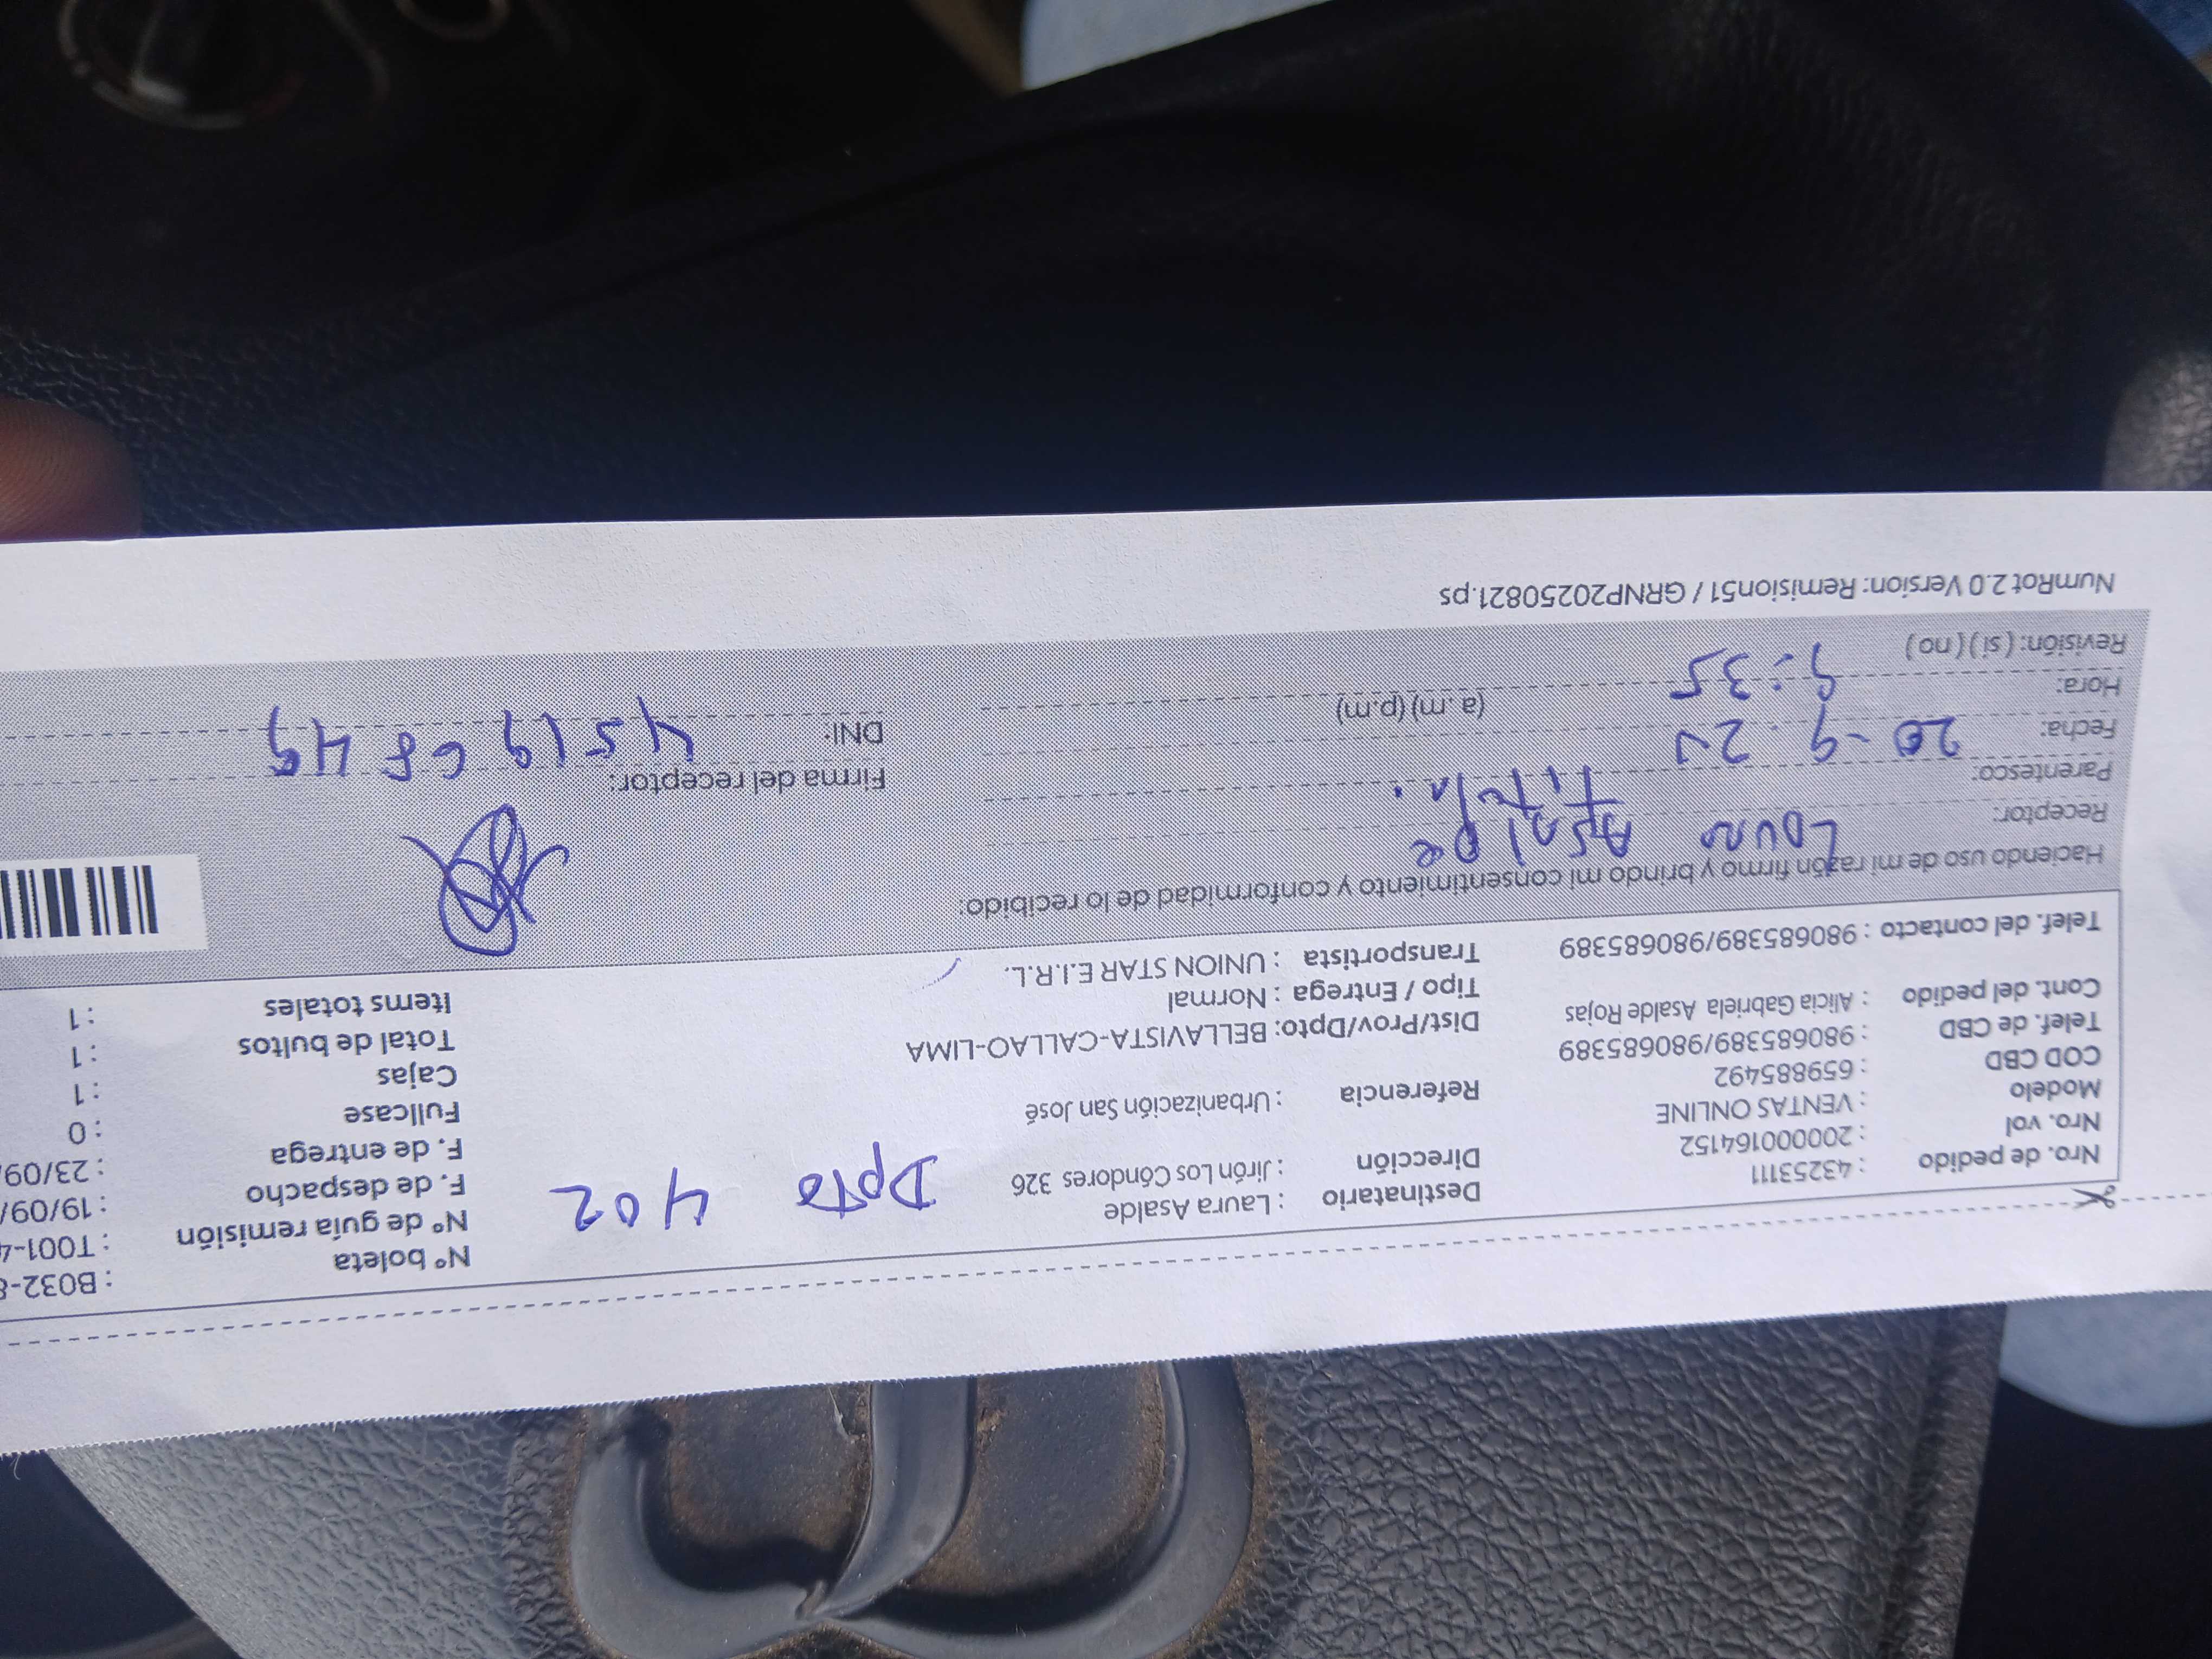 Nro. de pedido : 43253111
Nro. vol : 20000164152
Modelo : VENTAS ONLINE
COD CBD : 659885492
Telef. de CBD : 980685389/980685389
Cont. del pedido : Alicia Gabriela Asalde Rojas
Telef. del contacto : 980685389/980685389
Destinatario : Laura Asalde
Dirección : Jirón Los Cóndores 326 Dpto 402
Referencia : Urbanización San José
Dist/Prov/Dpto: BELLAVISTA-CALLAO-LIMA
Tipo / Entrega : Normal
Transportista : UNION STAR E.I.R.L.
N° boleta : B032-8
N° de guía remisión : T001-4
F. de despacho : 19/09/
F. de entrega : 23/09/
Fullcase : 0
Cajas : 1
Total de bultos : 1
Items totales : 1
Haciendo uso de mi razón firmo y brindo mi consentimiento y conformidad de lo recibido:
Receptor: Laura Asalde
Parentesco: Titular.
Fecha: 20-9-25
Hora: 9:35 (a.m) (p.m)
Revisión: (si) (no)
Firma del receptor:
DNI:
NumRot 2.0 Version: Remision51 / GRNP20250821.ps